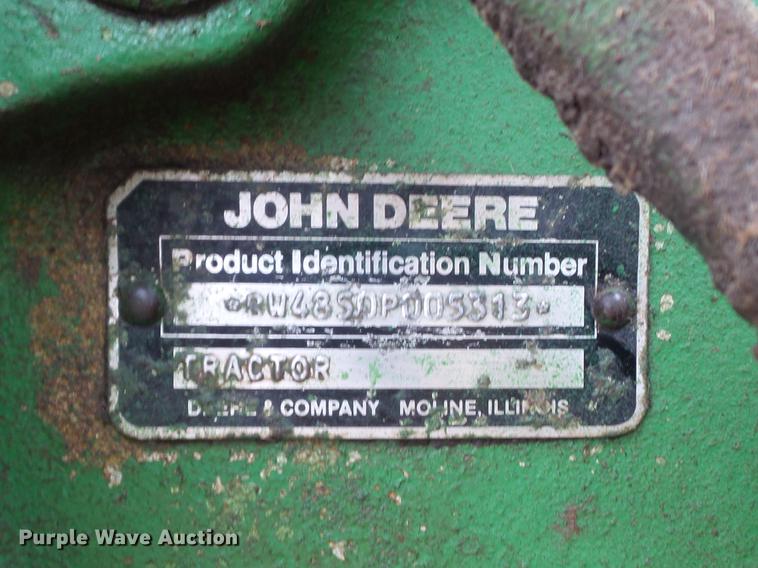 JOHN DEERE
Product Identification Number
*RW4850P005313*
TRACTOR
DEERE & COMPANY MOLINE, ILLINOIS
Purple Wave Auction